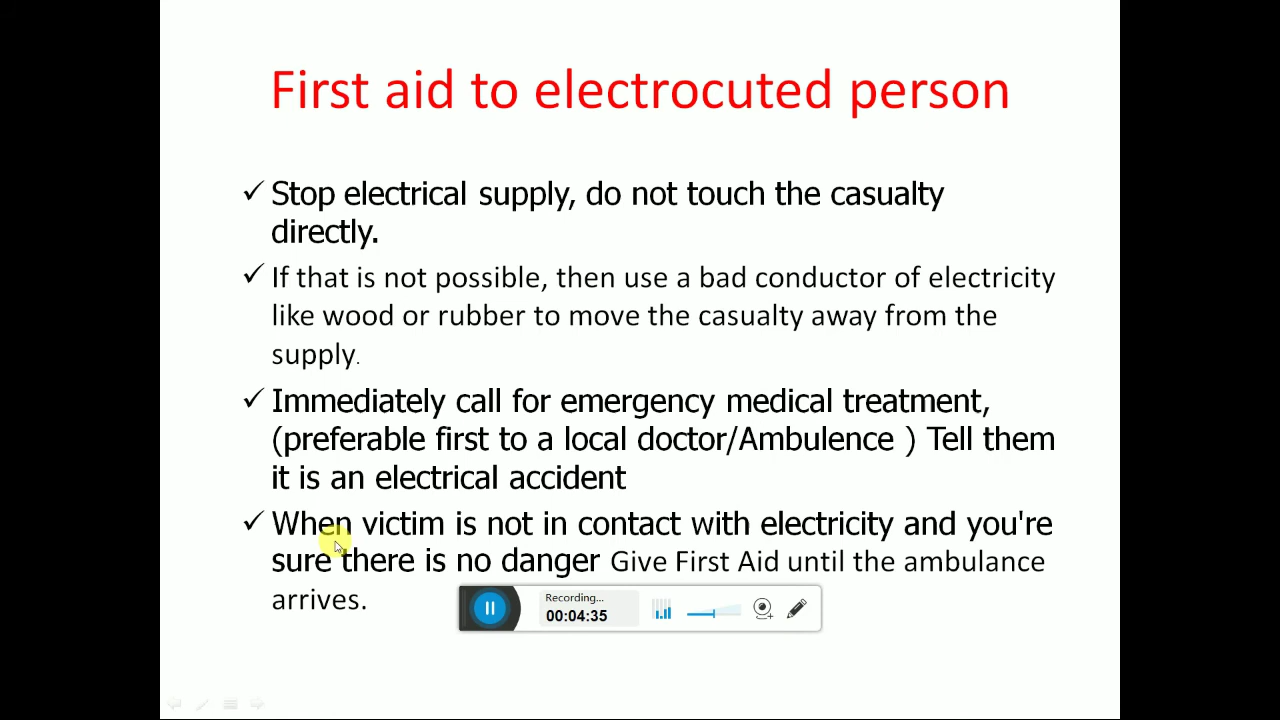 First aid to electrocuted person
✓ Stop electrical supply, do not touch the casualty
directly.
✓ If that is not possible, then use a bad conductor of electricity
like wood or rubber to move the casualty away from the
supply.
✓ Immediately call for emergency medical treatment,
(preferable first to a local doctor/Ambulence ) Tell them
it is an electrical accident
✓ When victim is not in contact with electricity and you're
sure there is no danger Give First Aid until the ambulance
arrives.
Recording...
00:04:35